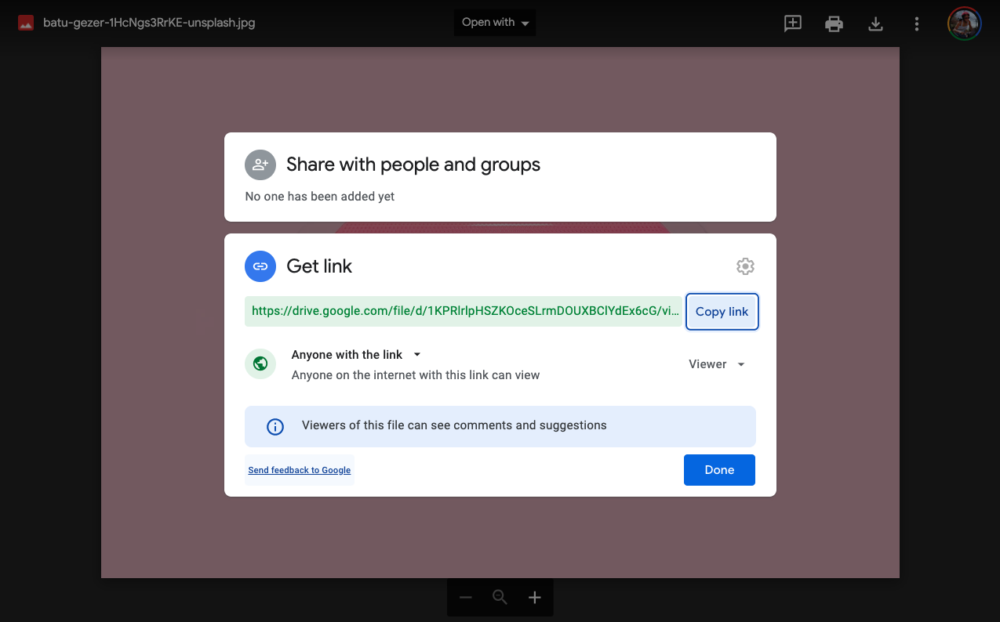 batu-gezer-1HcNgs3RrKE-unsplash.jpg
Open with
Share with people and groups
No one has been added yet
Get link
https://drive.google.com/file/d/1KPRlrlpHSZKOceSLrmDOUXBClYdEx6cG/vi...
Copy link
Anyone with the link
Anyone on the internet with this link can view
Viewer
Viewers of this file can see comments and suggestions
Send feedback to Google
Done